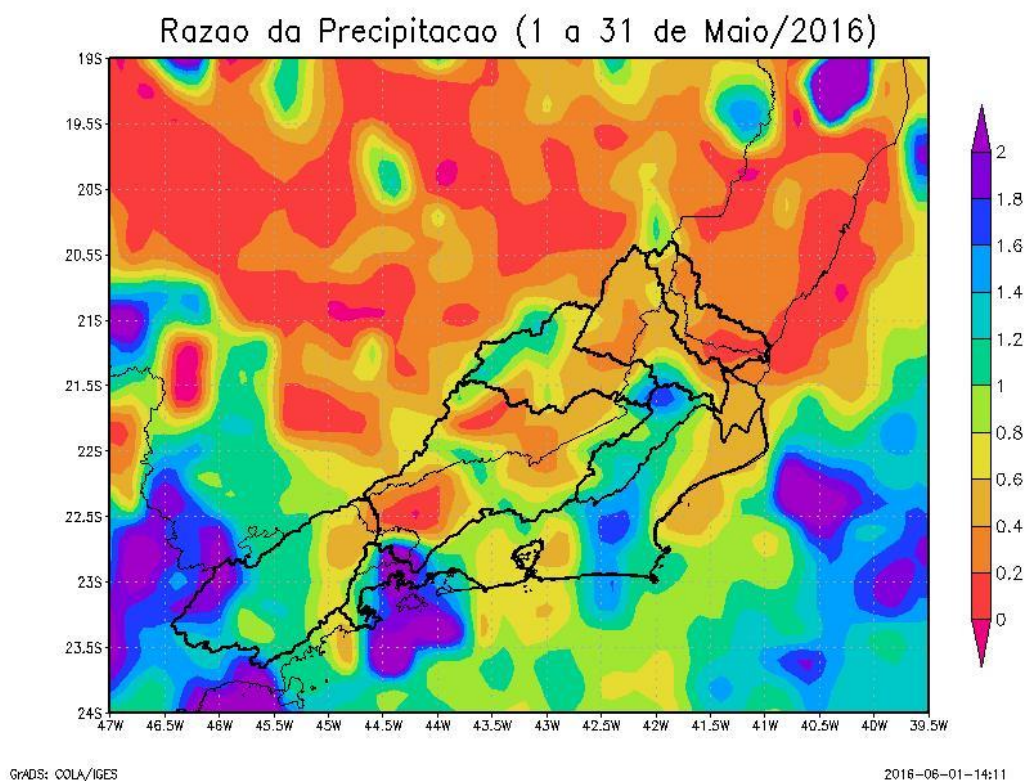 Razao da Precipitacao (1 a 31 de Maio/2016)
19S
19.5S
20S
20.5S
21S
21.5S
22S
22.5S
23S
23.5S
24S
47W 46.5W 46W 45.5W 45W 44.5W 44W 43.5W 43W 42.5W 42W 41.5W 41W 40.5W 40W 39.5W
2
1.8
1.6
1.4
1.2
1
0.8
0.6
0.4
0.2
0
GrADS: COLA/IGES 2016-06-01-14:11